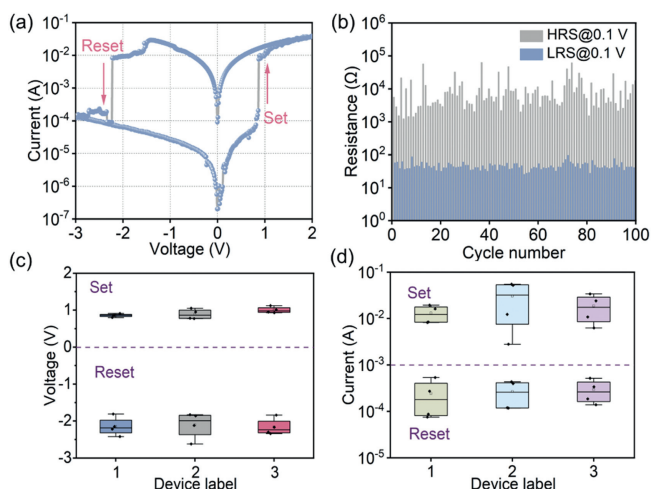 (a)
Reset
Set
Current (A)
10⁻¹
10⁻²
10⁻³
10⁻⁴
10⁻⁵
10⁻⁶
10⁻⁷
-3 -2 -1 0 1 2
Voltage (V)
(b)
HRS@0.1 V
LRS@0.1 V
Resistance (Ω)
10⁶
10⁵
10⁴
10³
10²
10¹
10⁰
0 20 40 60 80 100
Cycle number
(c)
Set
Reset
Voltage (V)
2
1
0
-1
-2
-3
1 2 3
Device label
(d)
Set
Reset
Current (A)
10⁻¹
10⁻²
10⁻³
10⁻⁴
10⁻⁵
1 2 3
Device label